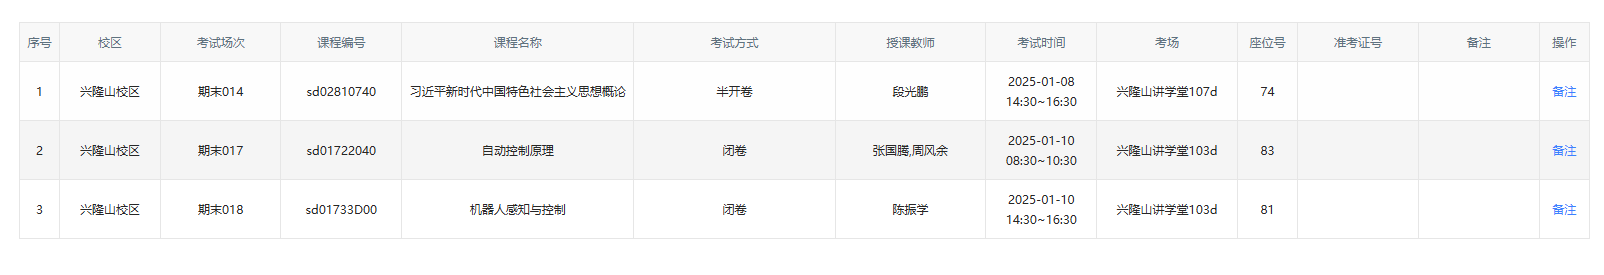 序号 校区 考试场次 课程编号 课程名称 考试方式 授课教师 考试时间 考场 座位号 准考证号 备注 操作
1 兴隆山校区 期末014 sd02810740 习近平新时代中国特色社会主义思想概论 半开卷 段光鹏 2025-01-08 兴隆山讲学堂107d 74 备注
14:30~16:30
2 兴隆山校区 期末017 sd01722040 自动控制原理 闭卷 张国腾,周风余 2025-01-10 兴隆山讲学堂103d 83 备注
08:30~10:30
3 兴隆山校区 期末018 sd01733D00 机器人感知与控制 闭卷 陈振学 2025-01-10 兴隆山讲学堂103d 81 备注
14:30~16:30